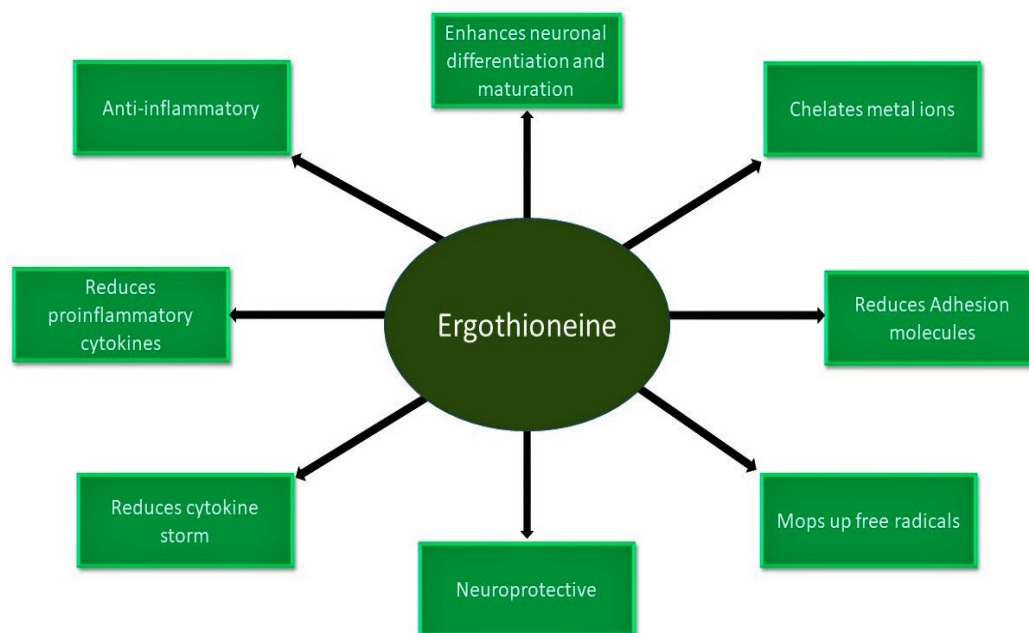 Enhances neuronal
differentiation and
maturation
Anti-inflammatory
Chelates metal ions
Reduces
proinflammatory
cytokines
Ergothioneine
Reduces Adhesion
molecules
Reduces cytokine
storm
Mops up free radicals
Neuroprotective